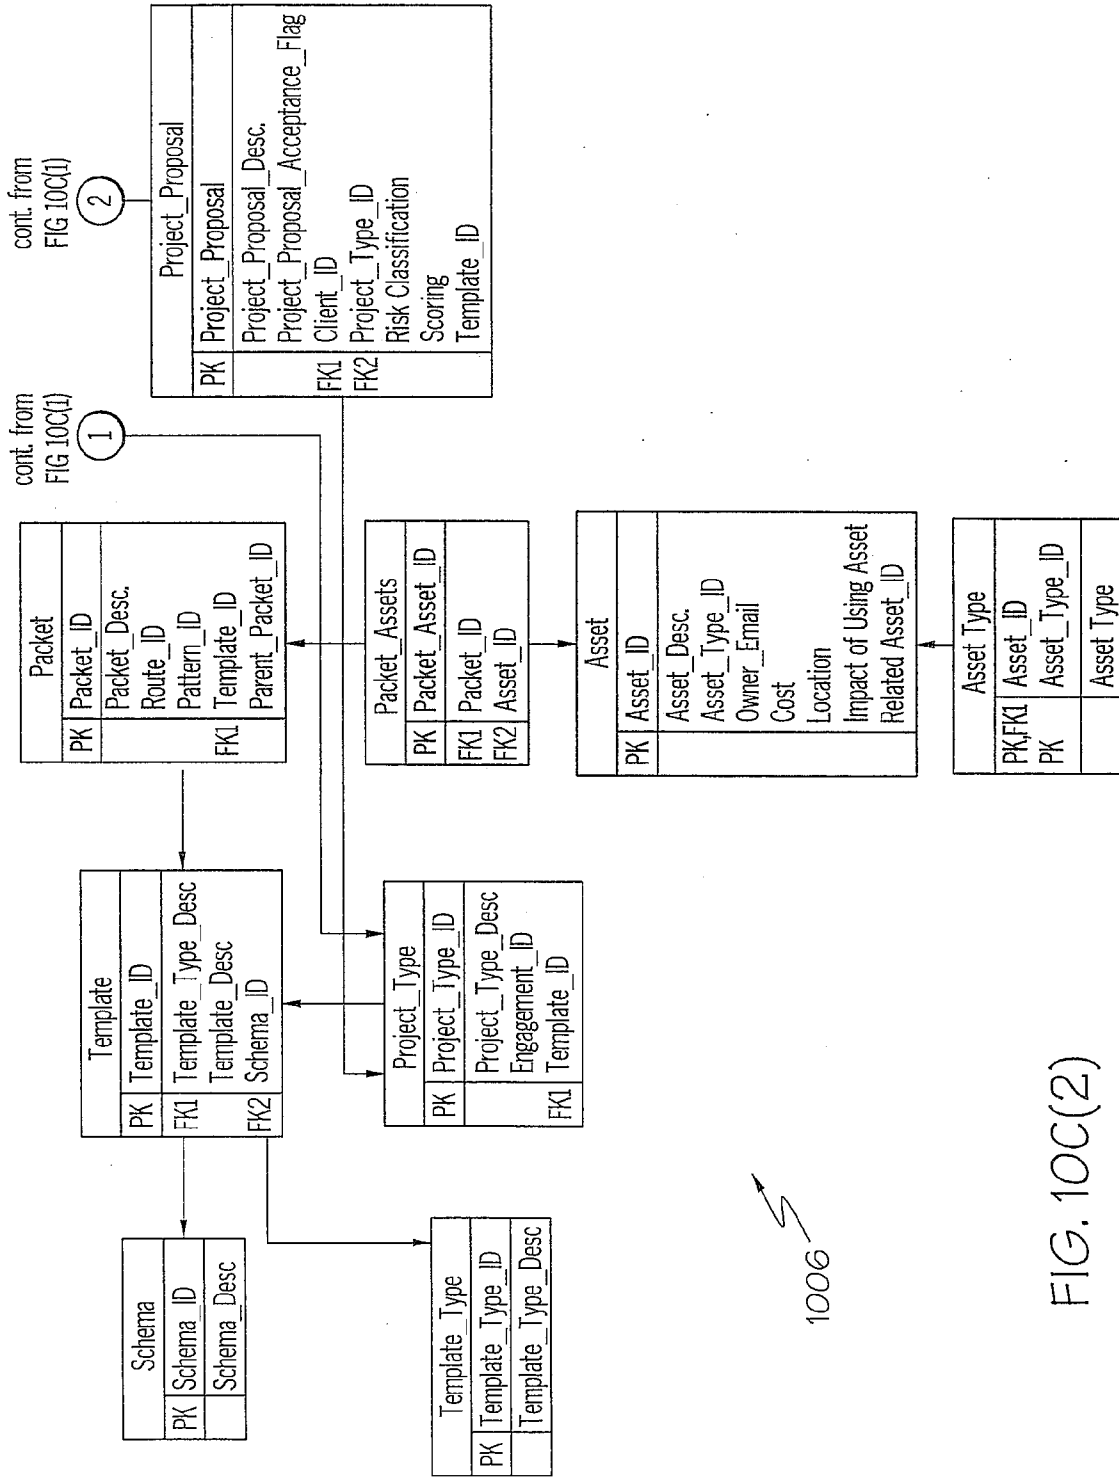 cont. from
FIG 10C(1)
1
cont. from
FIG 10C(1)
2
Schema
PK Schema_ID
Schema_Desc
Template
PK Template_ID
FK1 Template_Type_Desc
Template_Desc
FK2 Schema_ID
Packet
PK Packet_ID
Packet_Desc.
Route_ID
Pattern_ID
FK1 Template_ID
Parent_Packet_ID
Project_Proposal
PK Project_Proposal
Project_Proposal_Desc.
Project_Proposal_Acceptance_Flag
FK1 Client_ID
FK2 Project_Type_ID
Risk Classification
Scoring
Template_ID
Template_Type
PK Template_Type_ID
Template_Type_Desc
Project_Type
PK Project_Type_ID
Project_Type_Desc
Engagement_ID
FK1 Template_ID
Packet_Assets
PK Packet_Asset_ID
FK1 Packet_ID
FK2 Asset_ID
Asset
PK Asset_ID
Asset_Desc.
Asset_Type_ID
Owner_Email
Cost
Location
Impact of Using Asset
Related Asset_ID
Asset Type
PK,FK1 Asset_ID
PK Asset_Type_ID
Asset Type
1006
FIG. 10C(2)